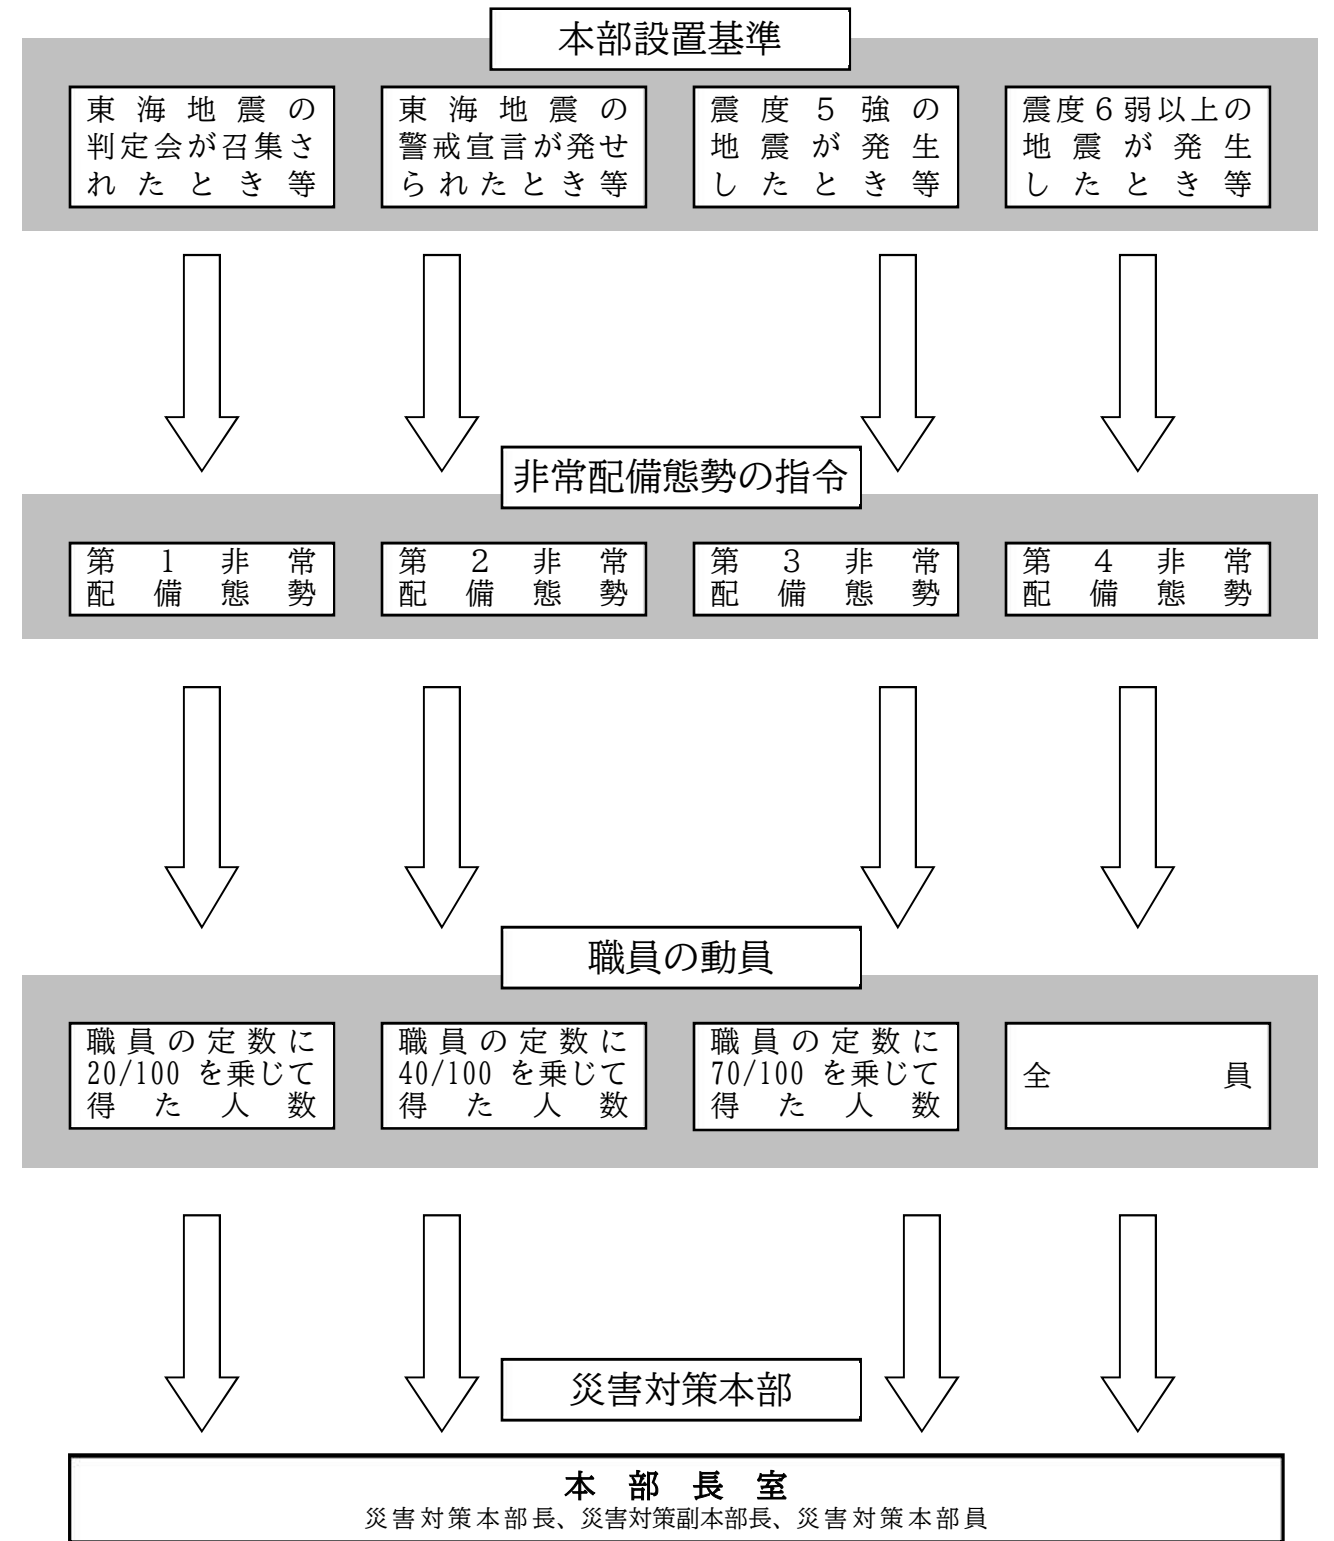 本部設置基準
東海地震の
判定会が召集さ
れたとき等
東海地震の
警戒宣言が発せ
られたとき等
震度５強の
地震が発生
したとき等
震度６弱以上の
地震が発生
したとき等
非常配備態勢の指令
第１非常
配備態勢
第２非常
配備態勢
第３非常
配備態勢
第４非常
配備態勢
職員の動員
職員の定数に
20/100 を乗じて
得た人数
職員の定数に
40/100 を乗じて
得た人数
職員の定数に
70/100 を乗じて
得た人数
全員
災害対策本部
本部長室
災害対策本部長、災害対策副本部長、災害対策本部員